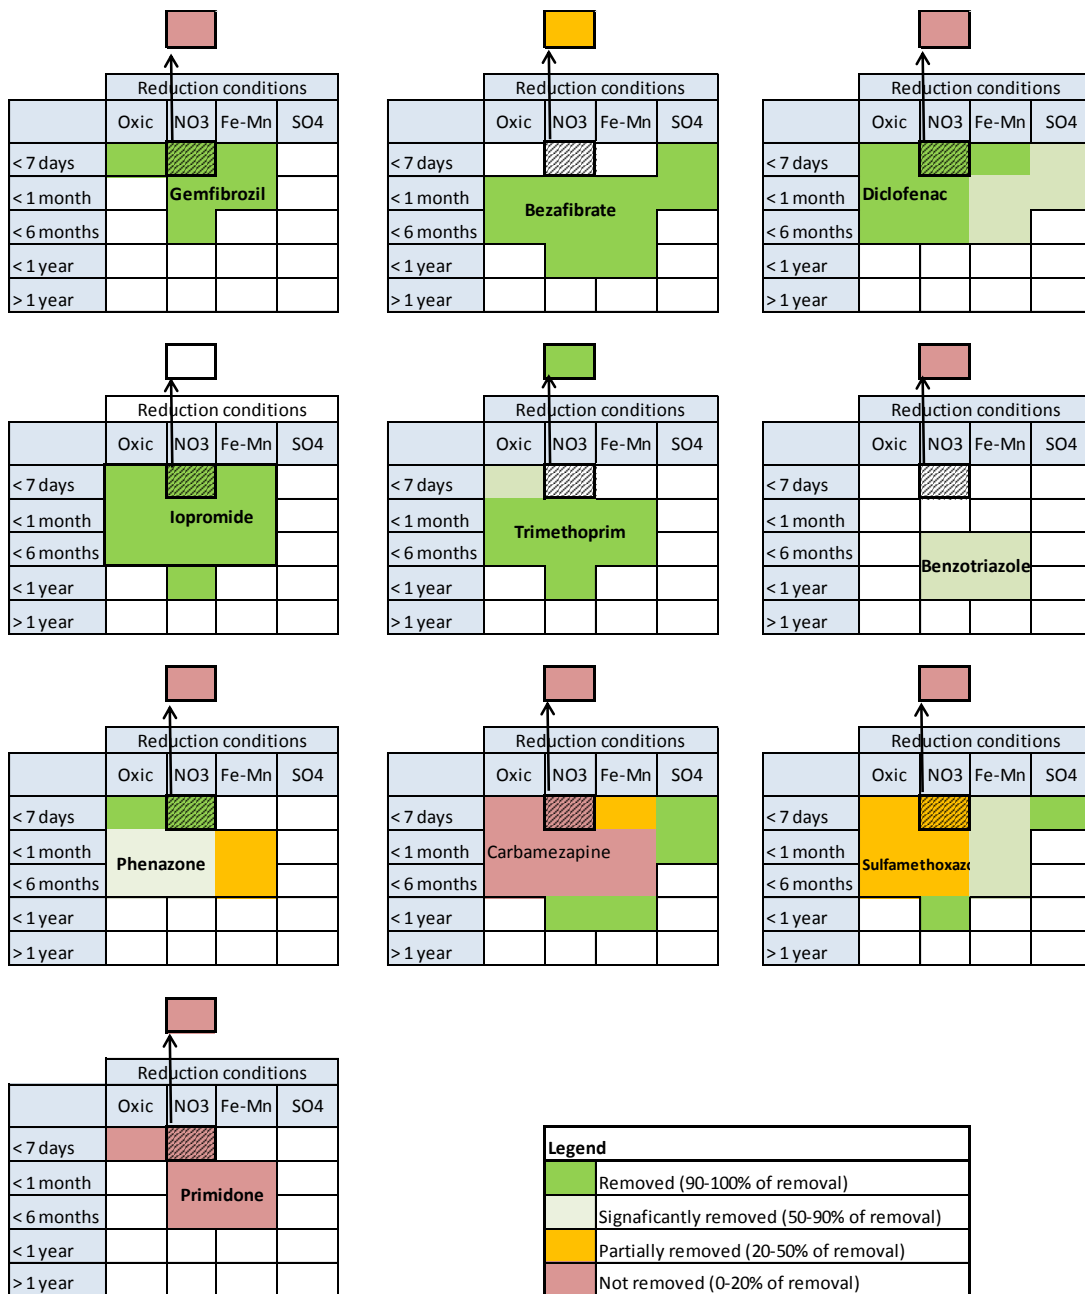 Reduction conditions
Oxic NO3 Fe-Mn SO4
< 7 days
< 1 month
Gemfibrozil
< 6 months
< 1 year
> 1 year
Reduction conditions
Oxic NO3 Fe-Mn SO4
< 7 days
< 1 month
Bezafibrate
< 6 months
< 1 year
> 1 year
Reduction conditions
Oxic NO3 Fe-Mn SO4
< 7 days
< 1 month
Diclofenac
< 6 months
< 1 year
> 1 year
Reduction conditions
Oxic NO3 Fe-Mn SO4
< 7 days
< 1 month
Iopromide
< 6 months
< 1 year
> 1 year
Reduction conditions
Oxic NO3 Fe-Mn SO4
< 7 days
< 1 month
Trimethoprim
< 6 months
< 1 year
> 1 year
Reduction conditions
Oxic NO3 Fe-Mn SO4
< 7 days
< 1 month
< 6 months
Benzotriazole
< 1 year
> 1 year
Reduction conditions
Oxic NO3 Fe-Mn SO4
< 7 days
< 1 month
Phenazone
< 6 months
< 1 year
> 1 year
Reduction conditions
Oxic NO3 Fe-Mn SO4
< 7 days
< 1 month
Carbamezapine
< 6 months
< 1 year
> 1 year
Reduction conditions
Oxic NO3 Fe-Mn SO4
< 7 days
< 1 month
Sulfamethoxazo
< 6 months
< 1 year
> 1 year
Reduction conditions
Oxic NO3 Fe-Mn SO4
< 7 days
< 1 month
Primidone
< 6 months
< 1 year
> 1 year
Legend
Removed (90-100% of removal)
Signaficantly removed (50-90% of removal)
Partially removed (20-50% of removal)
Not removed (0-20% of removal)